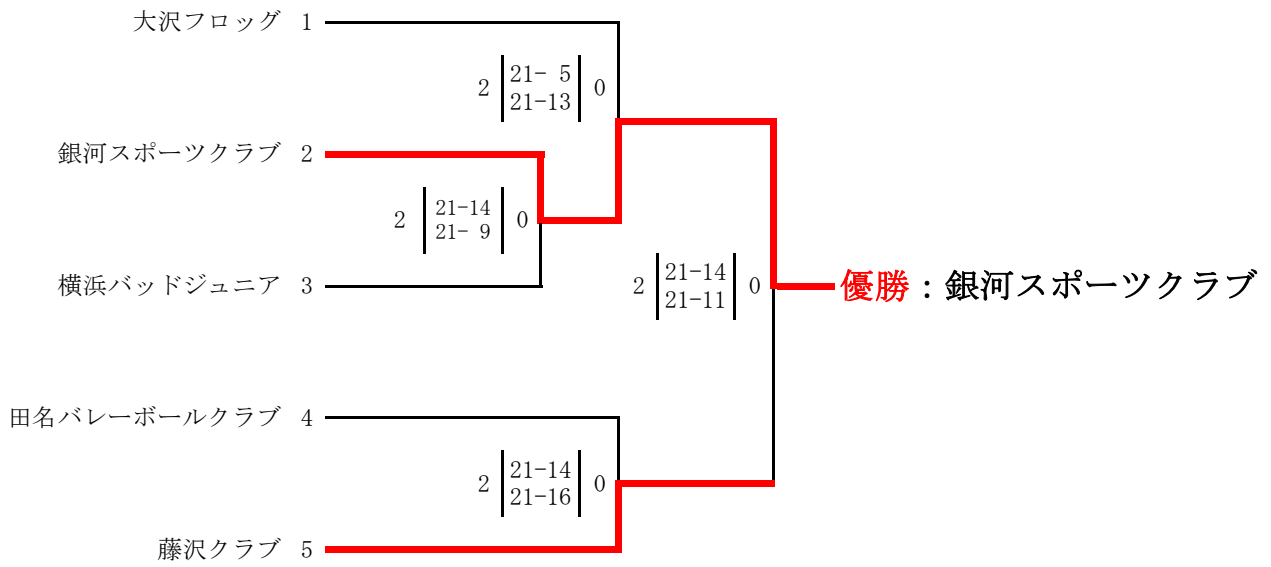 大沢フロッグ 1
2 21- 5 0
21-13
銀河スポーツクラブ 2
2 21-14 0
21- 9
横浜バッドジュニア 3
2 21-14 0
21-11
優勝：銀河スポーツクラブ
田名バレーボールクラブ 4
2 21-14 0
21-16
藤沢クラブ 5